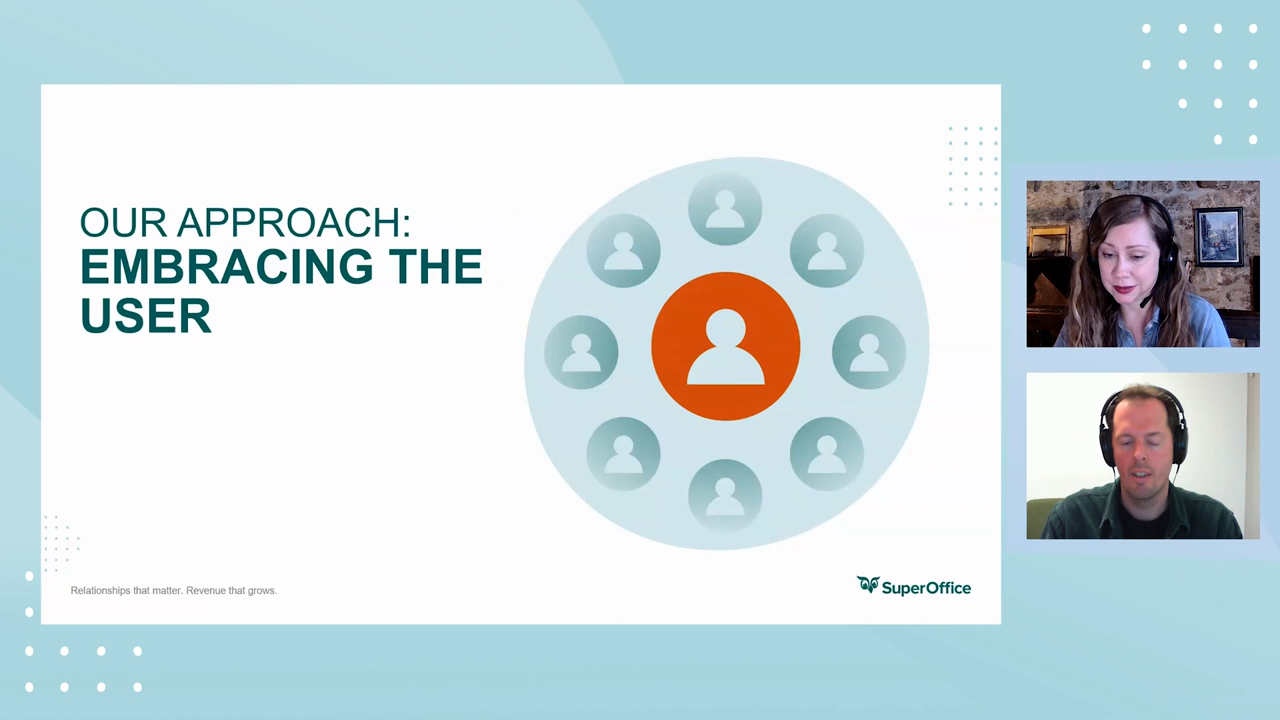 OUR APPROACH:
EMBRACING THE
USER
Relationships that matter. Revenue that grows.
SuperOffice